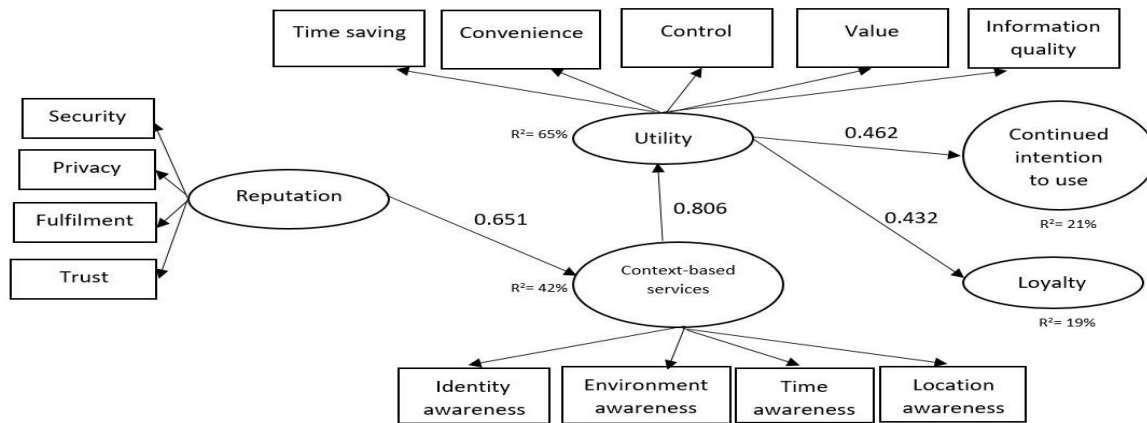 Time saving
Convenience
Control
Value
Information
quality
Security
Privacy
Fulfilment
Trust
Reputation
R²= 65%
Utility
0.462
Continued
intention
to use
R²= 21%
0.651
0.806
0.432
R²= 42%
Context-based
services
Loyalty
R²= 19%
Identity
awareness
Environment
awareness
Time
awareness
Location
awareness